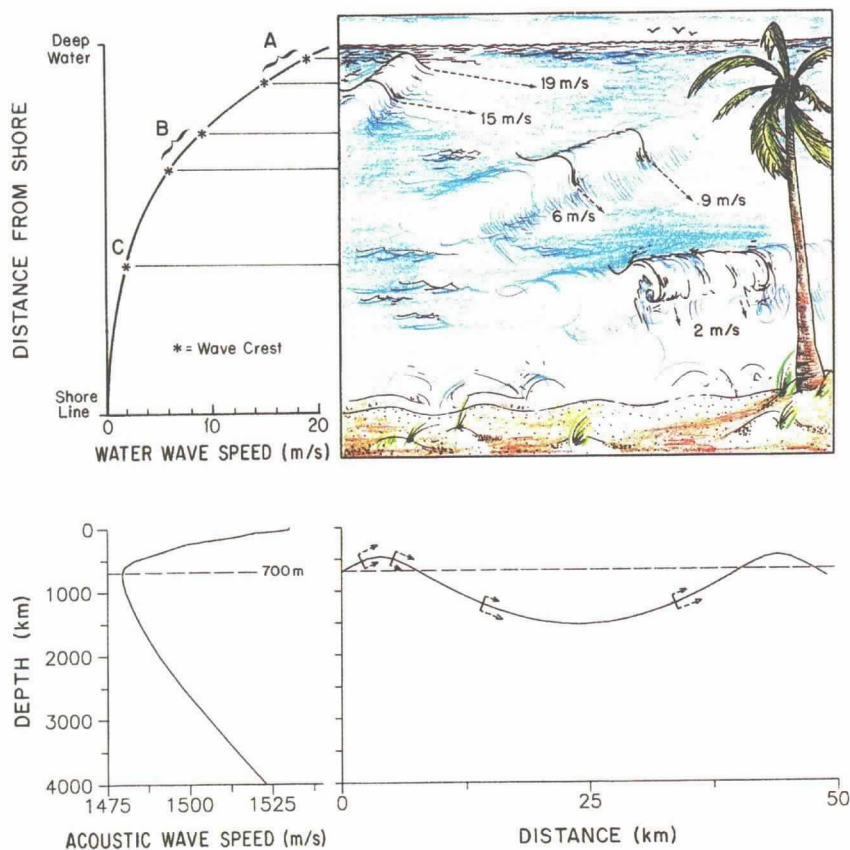 Deep
Water
A
B
C
DISTANCE FROM SHORE
* = Wave Crest
Shore
Line
0 10 20
WATER WAVE SPEED (m/s)
19 m/s
15 m/s
9 m/s
6 m/s
2 m/s
0
700 m
1000
2000
3000
4000
DEPTH (km)
1475 1500 1525
ACOUSTIC WAVE SPEED (m/s)
0 25 50
DISTANCE (km)